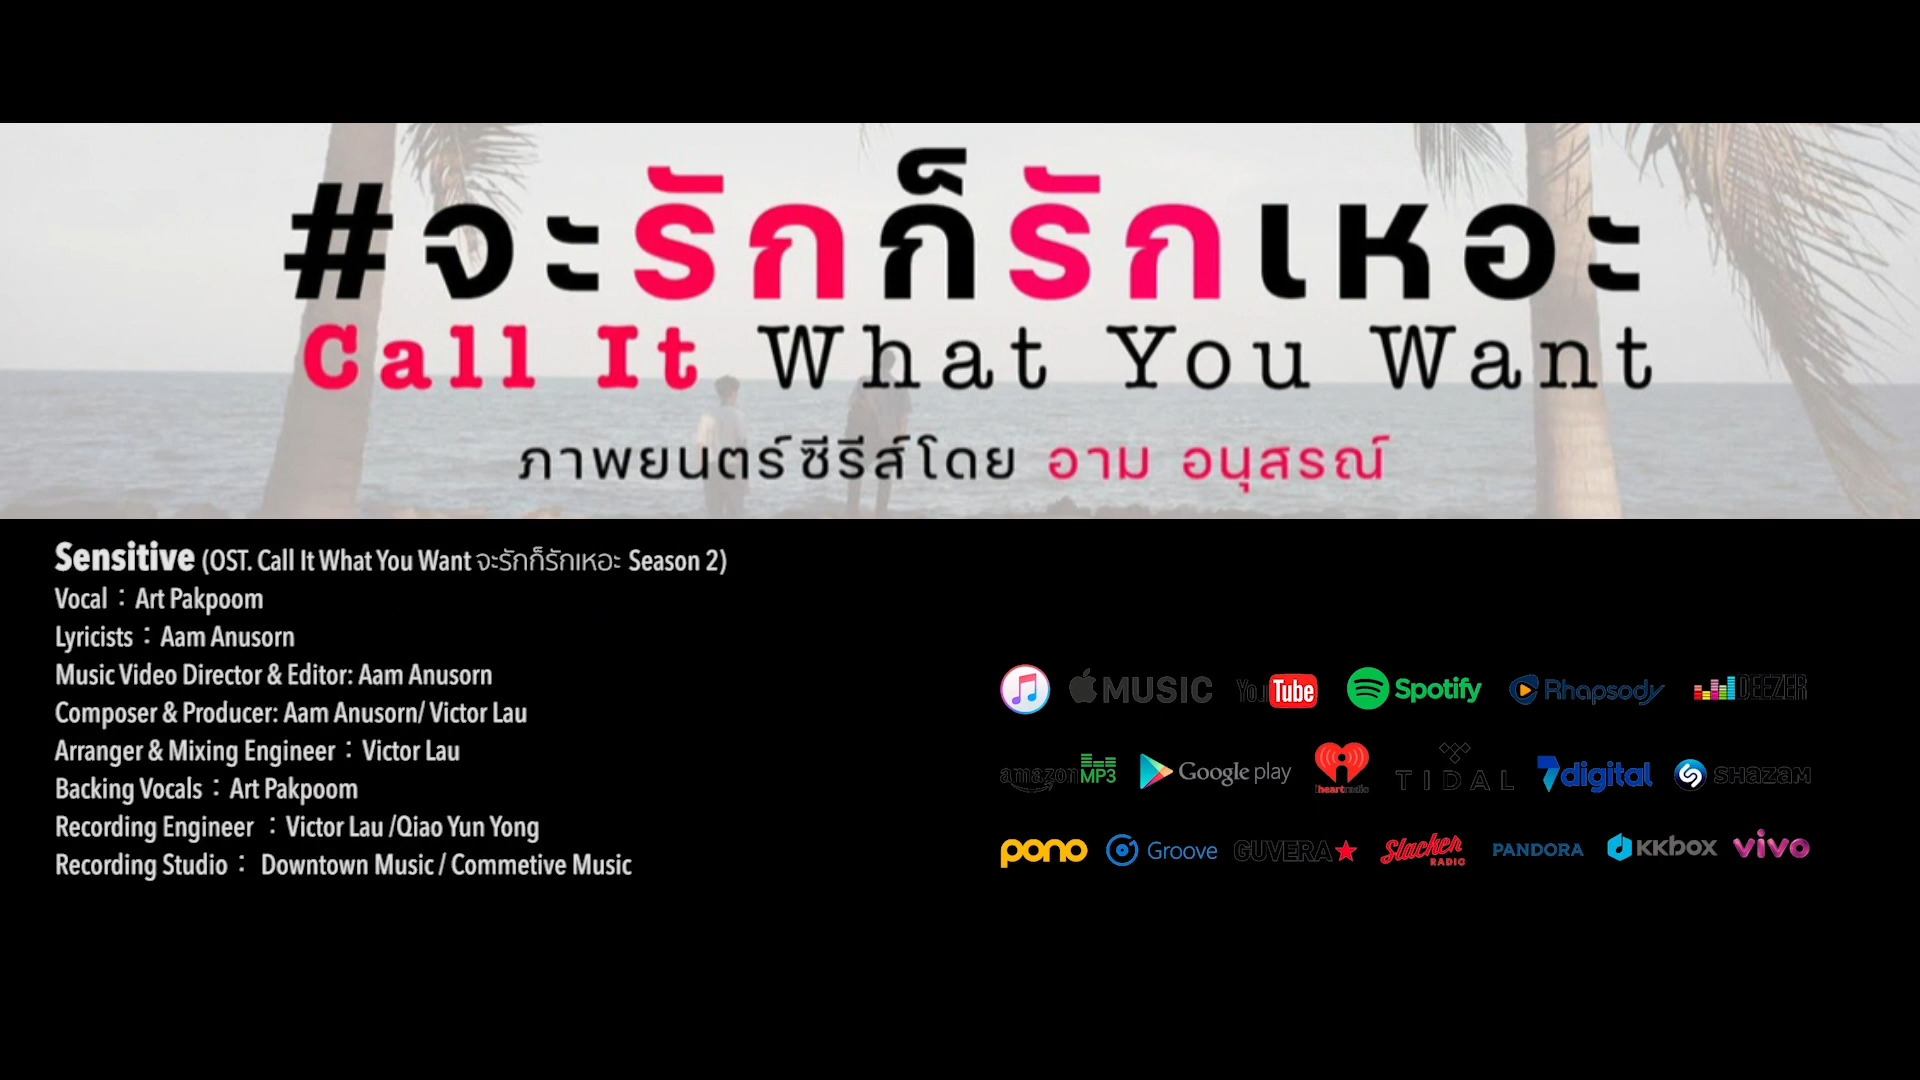 #จะรักก็รักเหอะ
Call It What You Want
ภาพยนตร์ซีรีส์โดย อาม อนุสรณ์
Sensitive (OST. Call It What You Want จะรักก็รักเหอะ Season 2)
Vocal：Art Pakpoom
Lyricists：Aam Anusorn
Music Video Director & Editor: Aam Anusorn
Composer & Producer: Aam Anusorn/ Victor Lau
Arranger & Mixing Engineer：Victor Lau
Backing Vocals：Art Pakpoom
Recording Engineer ：Victor Lau /Qiao Yun Yong
Recording Studio： Downtown Music / Commetive Music
MUSIC YouTube Spotify Rhapsody DEEZER
amazon MP3 Google play iheartradio TIDAL 7digital SHAZAM
pono Groove GUVERA Slacker RADIO PANDORA KKBOX vivo